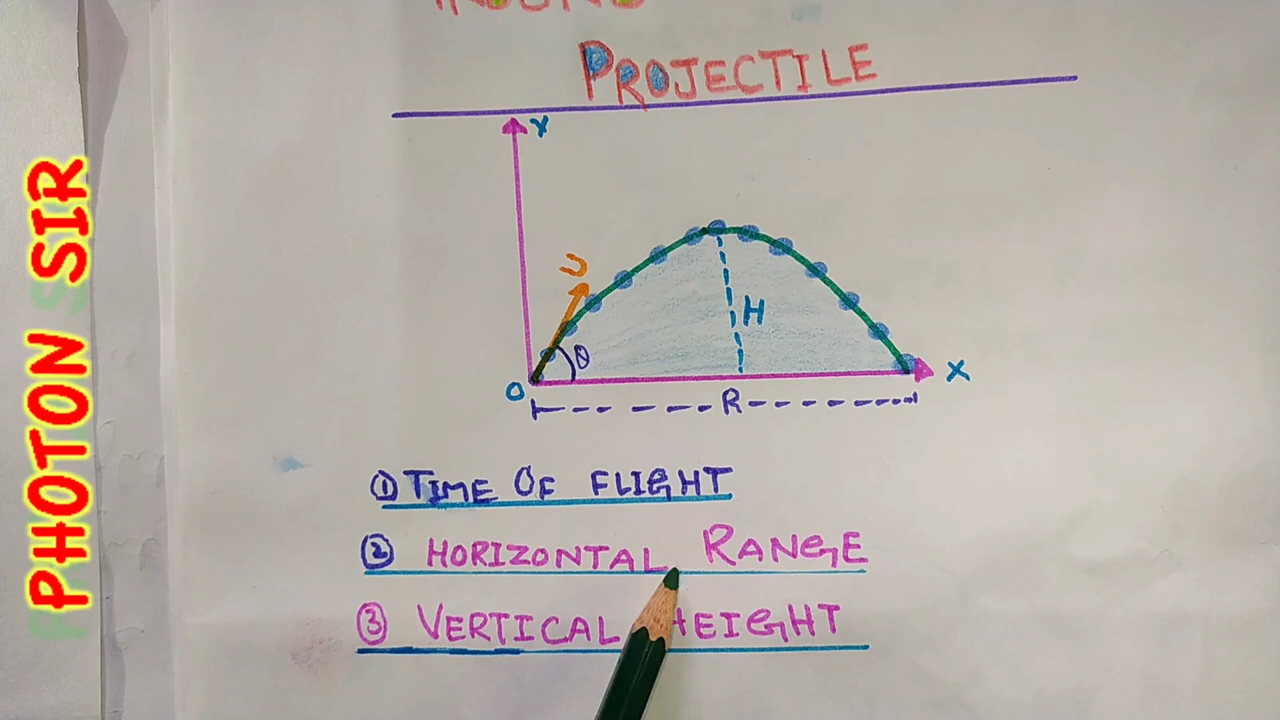 PROJECTILE
Y
U
H
θ
O
X
R
① TIME OF FLIGHT
② HORIZONTAL RANGE
③ VERTICAL HEIGHT
PHOTON SIR